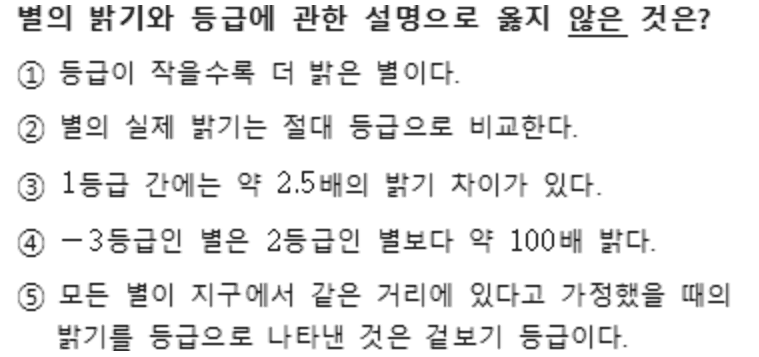 별의 밝기와 등급에 관한 설명으로 옳지 않은 것은?
① 등급이 작을수록 더 밝은 별이다.
② 별의 실제 밝기는 절대 등급으로 비교한다.
③ 1등급 간에는 약 2.5배의 밝기 차이가 있다.
④ －3등급인 별은 2등급인 별보다 약 100배 밝다.
⑤ 모든 별이 지구에서 같은 거리에 있다고 가정했을 때의
밝기를 등급으로 나타낸 것은 겉보기 등급이다.